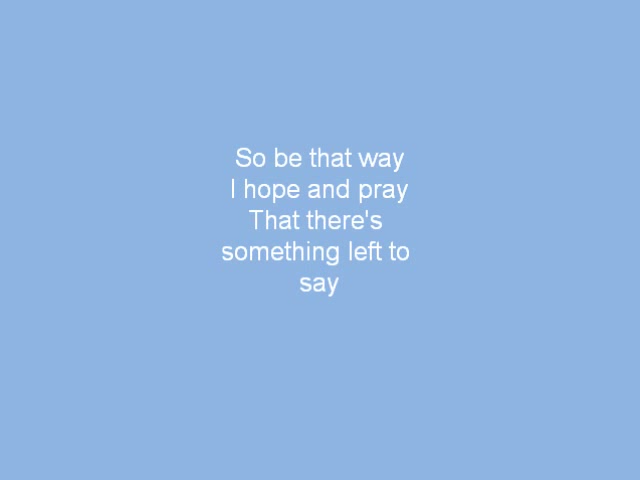 So be that way
I hope and pray
That there's
something left to
say